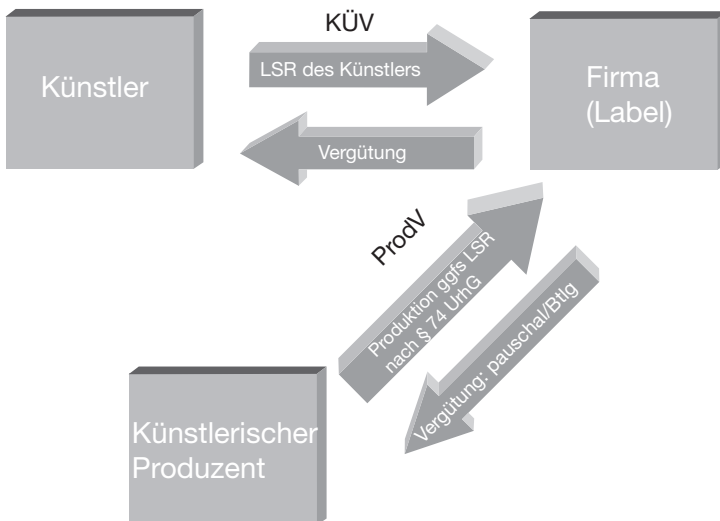 KÜV
Künstler
LSR des Künstlers
Firma
(Label)
Vergütung
ProdV
Produktion ggfs LSR
nach § 74 UrhG
Vergütung: pauschal/Btlg
Künstlerischer
Produzent